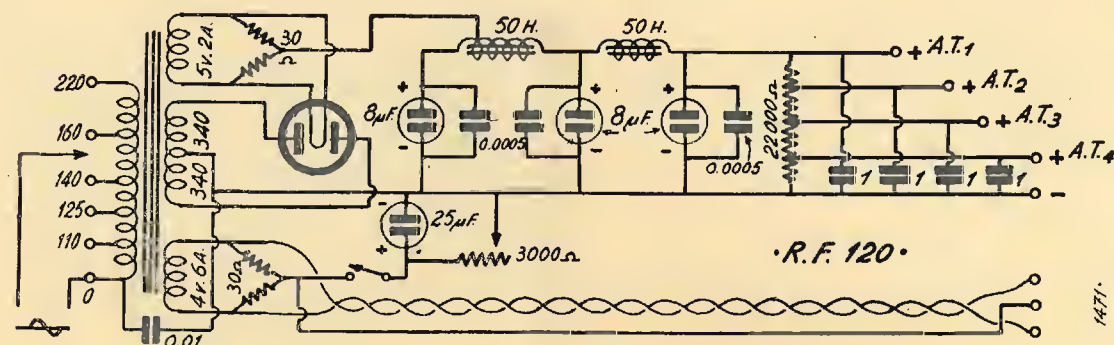 220
160
140
125
110
0
5v. 2A.
340
340
4v. 6A.
0.01
30
Ω
30Ω
50 H.
50 H.
8µF.
0.0005
8µF.
0.0005
22000Ω
+ A.T.1
+ A.T.2
+ A.T.3
+ A.T.4
-
1
1
1
1
+
-
+
-
+
-
-
25µF.
+
3000Ω
·R.F. 120·
1471·